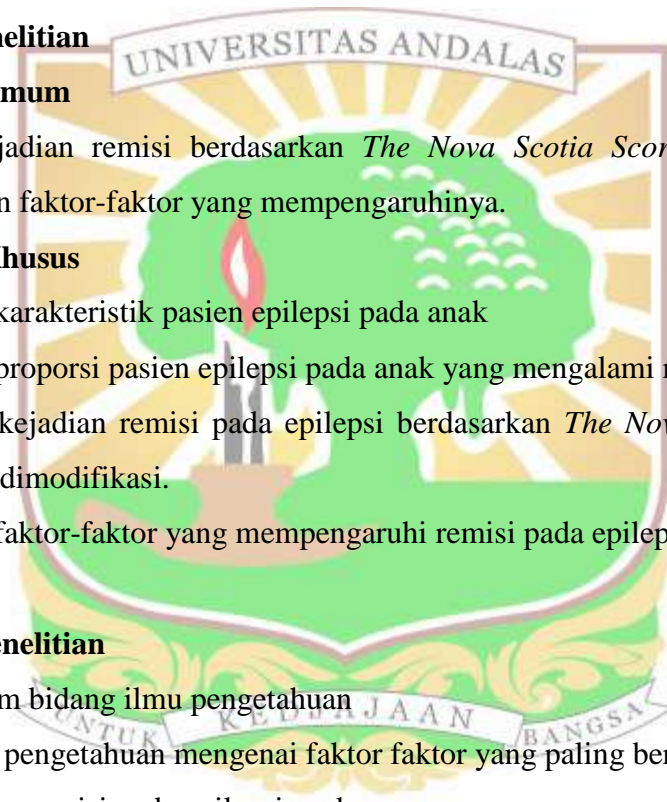 nelitian
UNIVERSITAS ANDALAS
mum
jadian remisi berdasarkan The Nova Scotia Scor
n faktor-faktor yang mempengaruhinya.
Khusus
karakteristik pasien epilepsi pada anak
proporsi pasien epilepsi pada anak yang mengalami
kejadian remisi pada epilepsi berdasarkan The Nov
dimodifikasi.
faktor-faktor yang mempengaruhi remisi pada epilep
enelitian
m bidang ilmu pengetahuan
UNTUK KEDJAJAAN BANGSA
pengetahuan mengenai faktor faktor yang paling ber